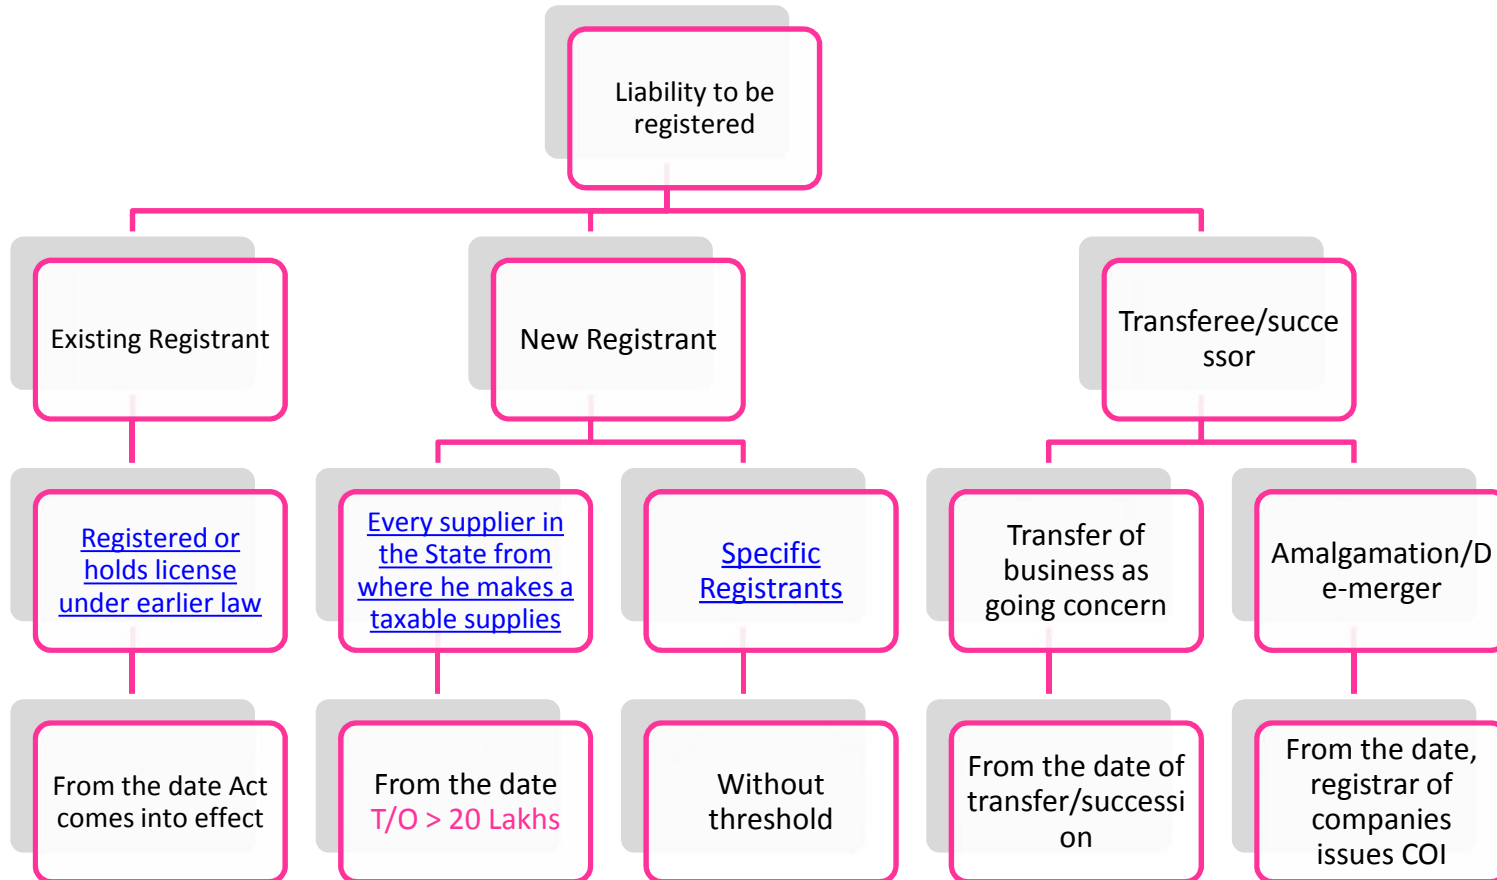 Liability to be
registered
Existing Registrant
New Registrant
Transferee/succe
ssor
Registered or
holds license
under earlier law
Every supplier in
the State from
where he makes a
taxable supplies
Specific
Registrants
Transfer of
business as
going concern
Amalgamation/D
e-merger
From the date Act
comes into effect
From the date
T/O > 20 Lakhs
Without
threshold
From the date of
transfer/successi
on
From the date,
registrar of
companies
issues COI